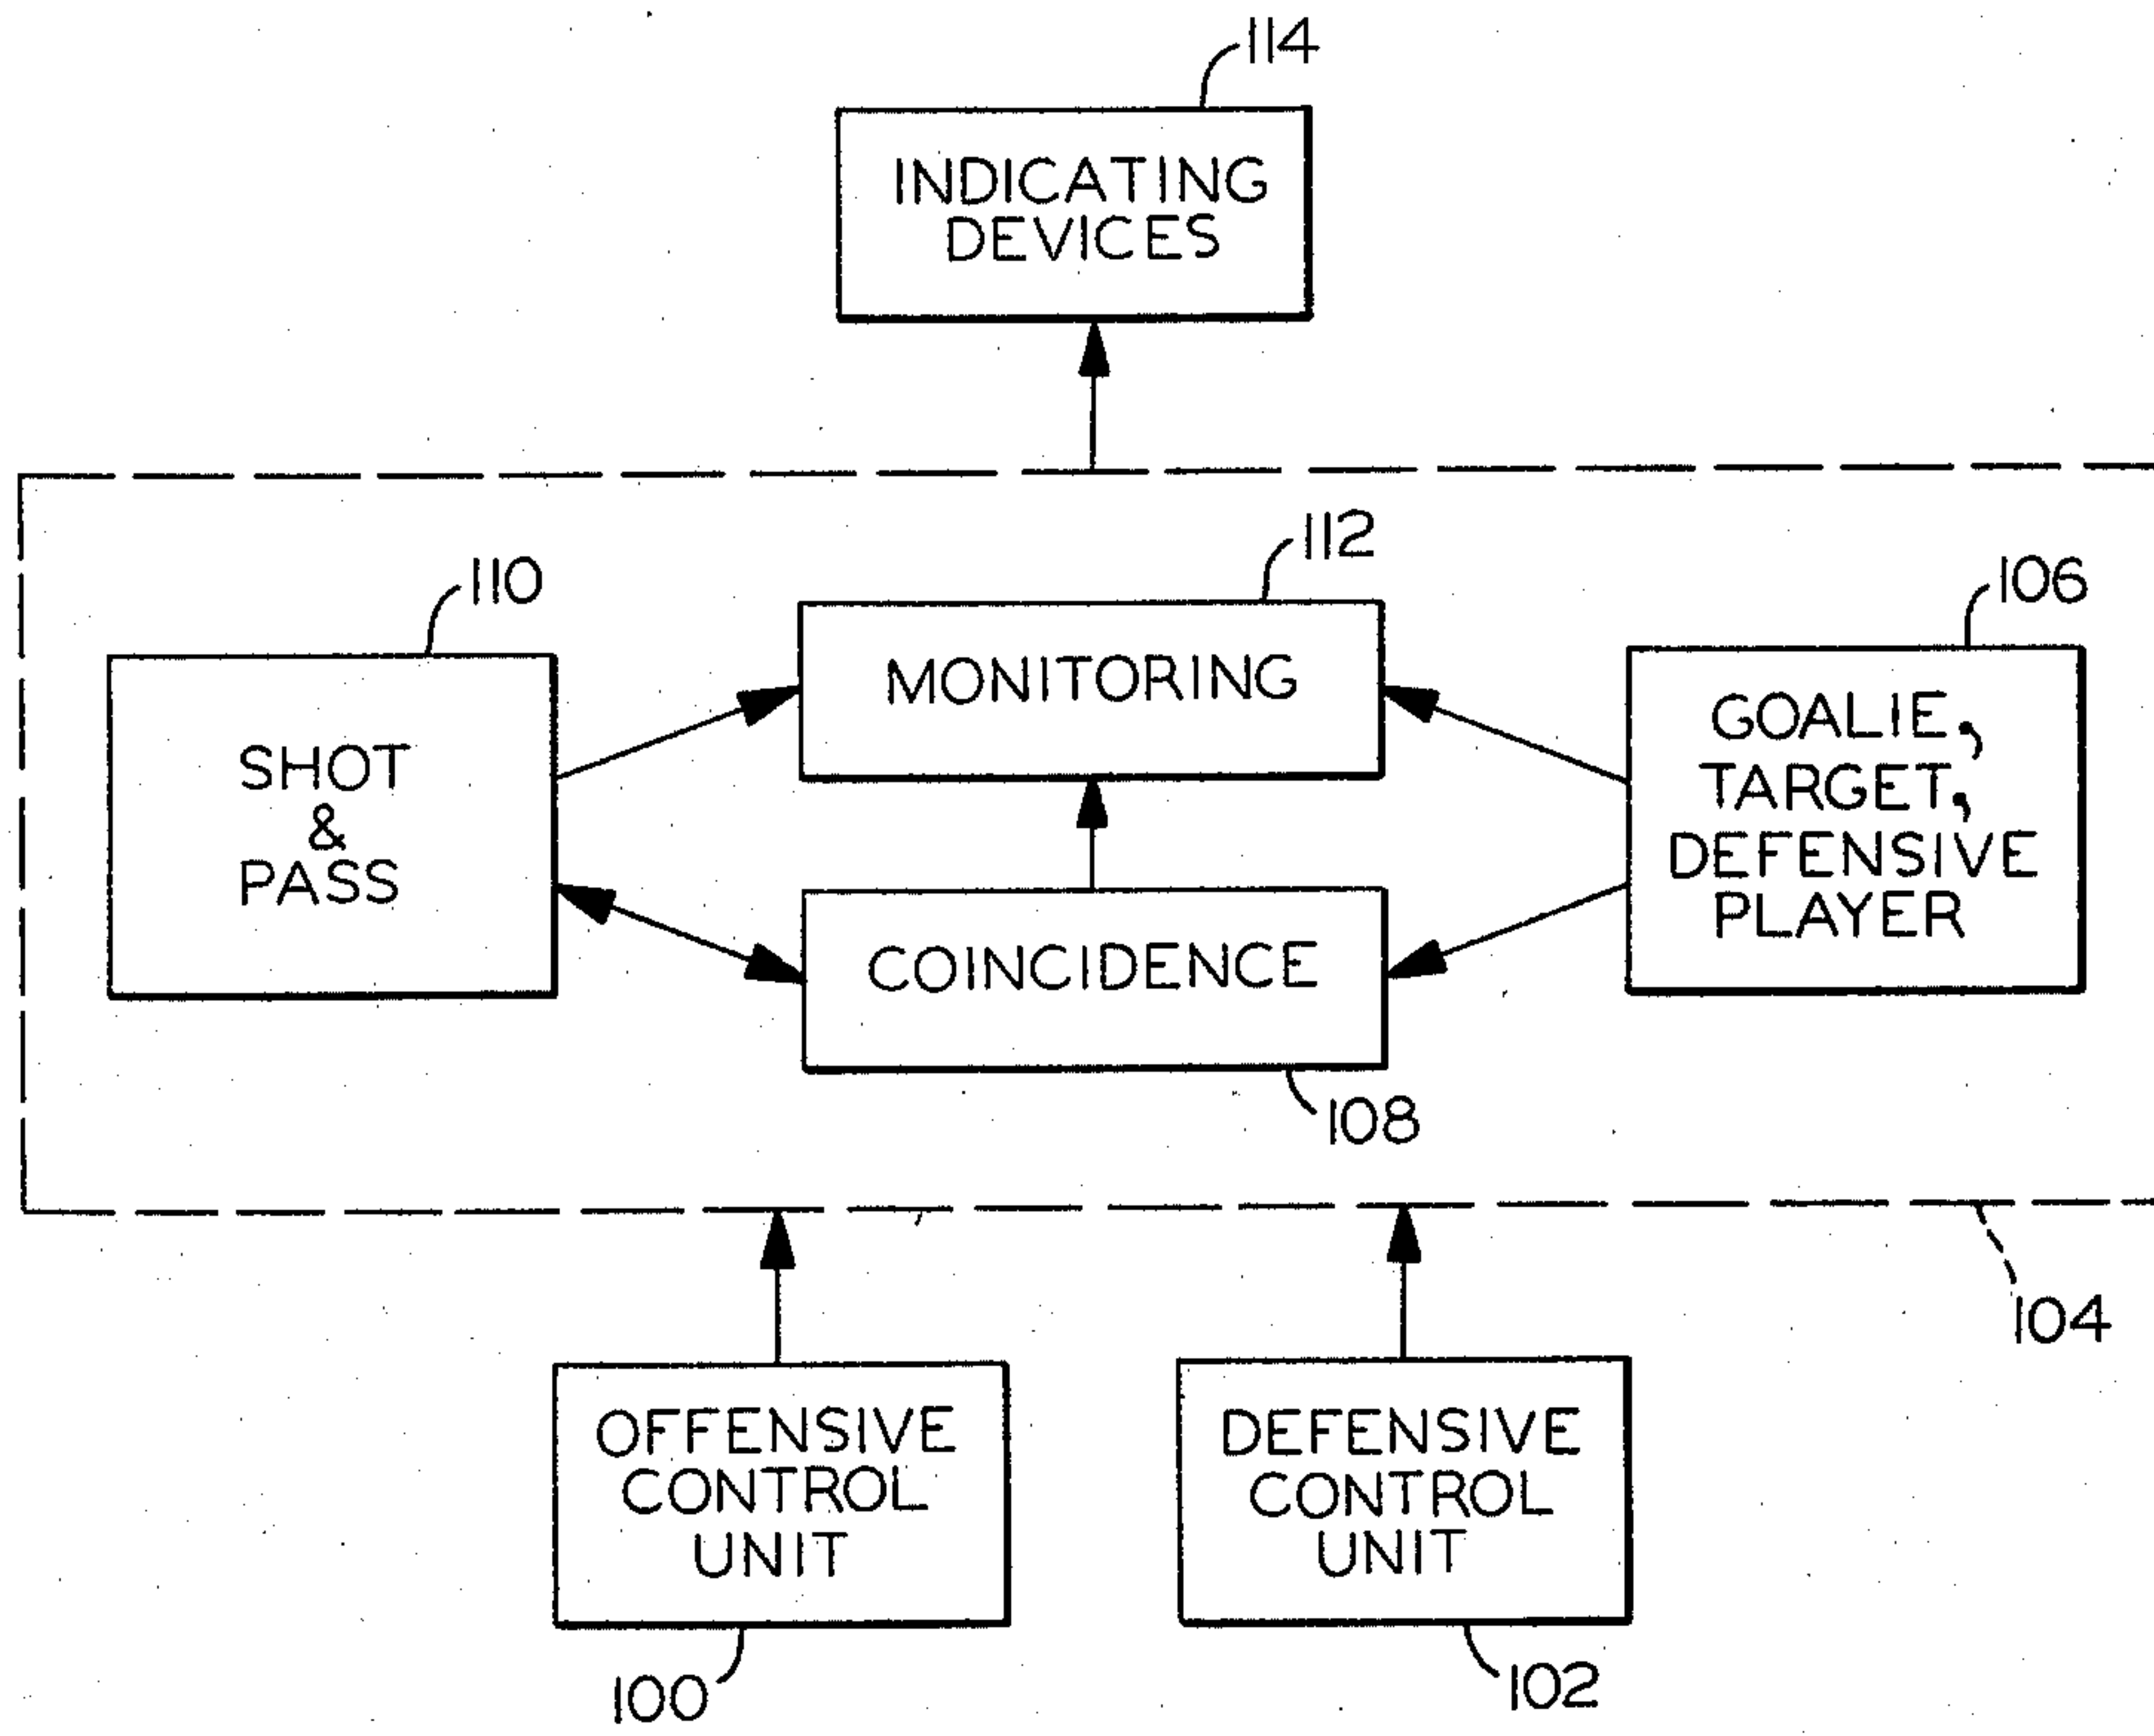 114
INDICATING
DEVICES
112
110
106
MONITORING
SHOT
&
PASS
GOALIE,
TARGET,
DEFENSIVE
PLAYER
COINCIDENCE
108
104
OFFENSIVE
CONTROL
UNIT
DEFENSIVE
CONTROL
UNIT
100
102